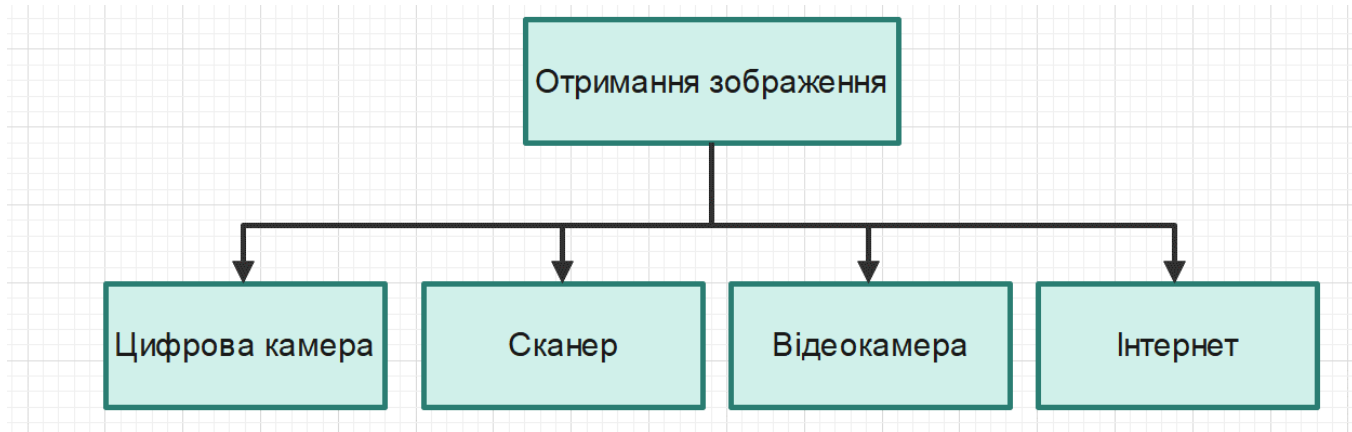 Отримання зображення
Цифрова камера
Сканер
Відеокамера
Інтернет